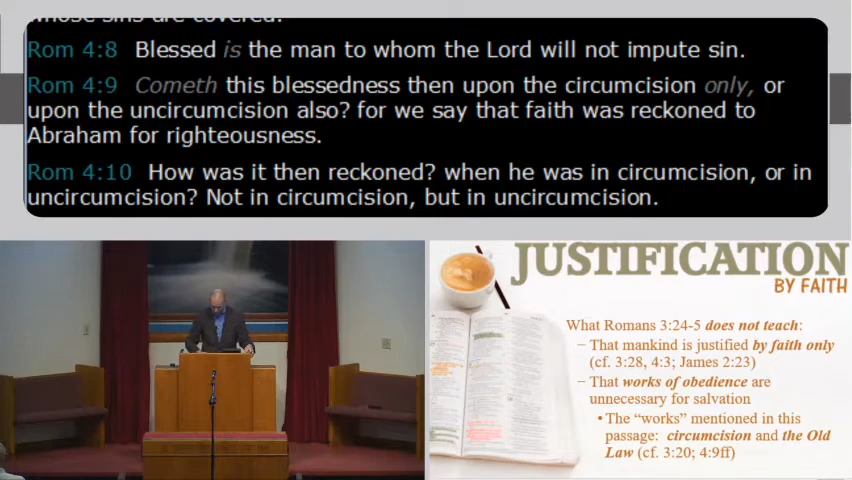 whose sins are covered.
Rom 4:8 Blessed is the man to whom the Lord will not impute sin.
Rom 4:9 Cometh this blessedness then upon the circumcision only, or
upon the uncircumcision also? for we say that faith was reckoned to
Abraham for righteousness.
Rom 4:10 How was it then reckoned? when he was in circumcision, or in
uncircumcision? Not in circumcision, but in uncircumcision.
JUSTIFICATION
BY FAITH
What Romans 3:24-5 does not teach:
– That mankind is justified by faith only
(cf. 3:28, 4:3; James 2:23)
– That works of obedience are
unnecessary for salvation
• The “works” mentioned in this
passage: circumcision and the Old
Law (cf. 3:20; 4:9ff)